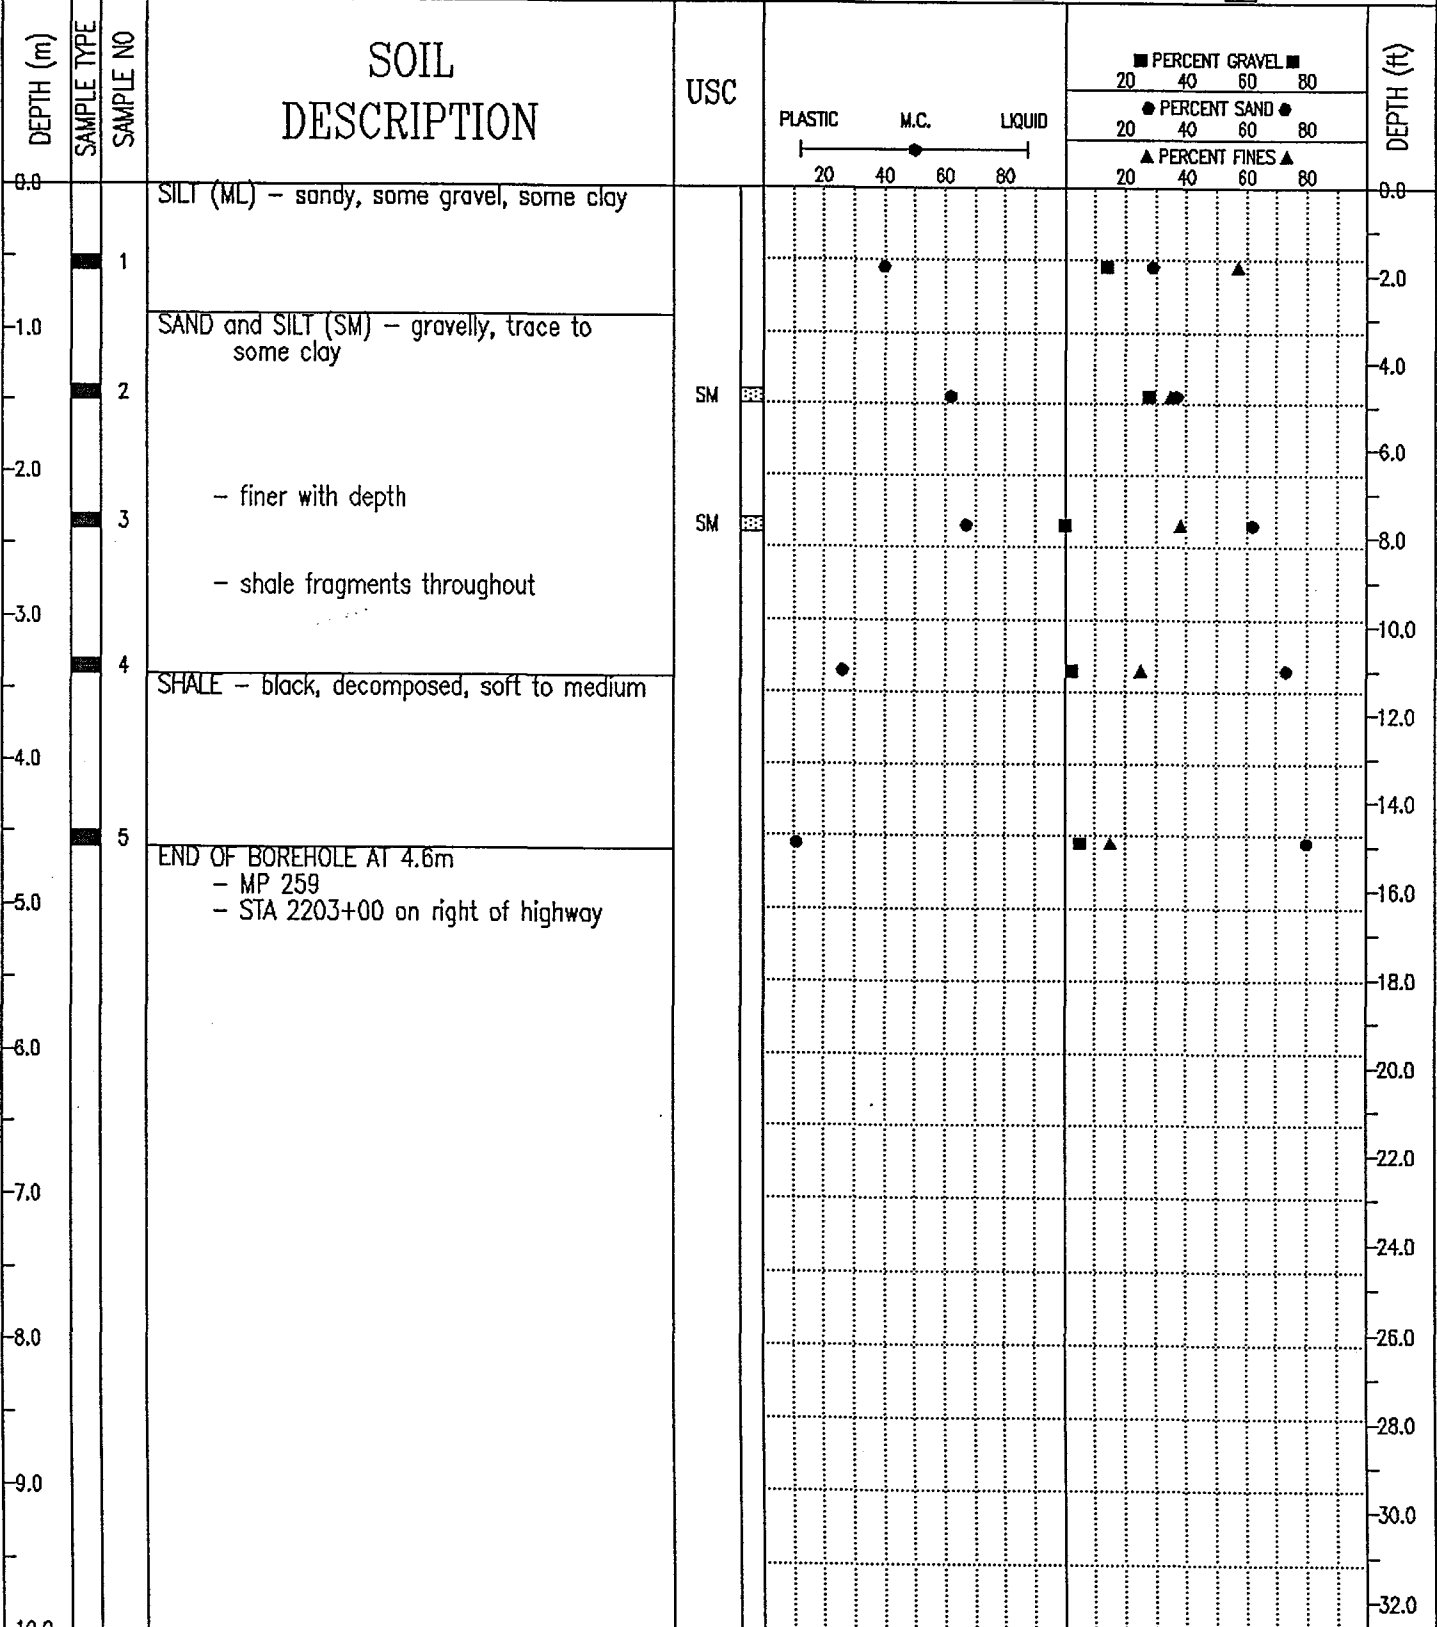 DEPTH (m)
SAMPLE TYPE
SAMPLE NO
SOIL
DESCRIPTION
USC
PLASTIC M.C. LIQUID
20 40 60 80
■ PERCENT GRAVEL ■
20 40 60 80
● PERCENT SAND ●
20 40 60 80
▲ PERCENT FINES ▲
20 40 60 80
DEPTH (ft)
0.0
SILT (ML) – sandy, some gravel, some clay
0.0
1
2.0
1.0
SAND and SILT (SM) – gravelly, trace to
some clay
4.0
2
SM
6.0
2.0
– finer with depth
3
SM
8.0
– shale fragments throughout
3.0
10.0
4
SHALE – black, decomposed, soft to medium
12.0
4.0
14.0
5
END OF BOREHOLE AT 4.6m
– MP 259
16.0
5.0
– STA 2203+00 on right of highway
18.0
6.0
20.0
22.0
7.0
24.0
8.0
26.0
28.0
9.0
30.0
32.0